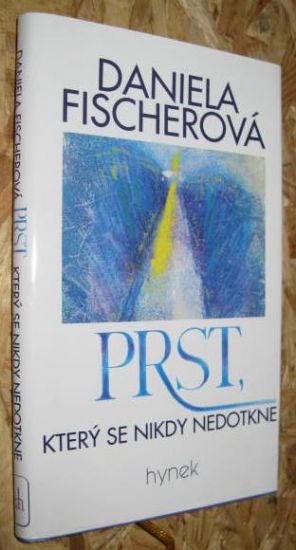 DANIELA
FISCHEROVÁ
PRST,
KTERÝ SE NIKDY NEDOTKNE
hynek
DANIELA FISCHEROVÁ PRST, KTERÝ SE NIKDY NEDOTKNE
h